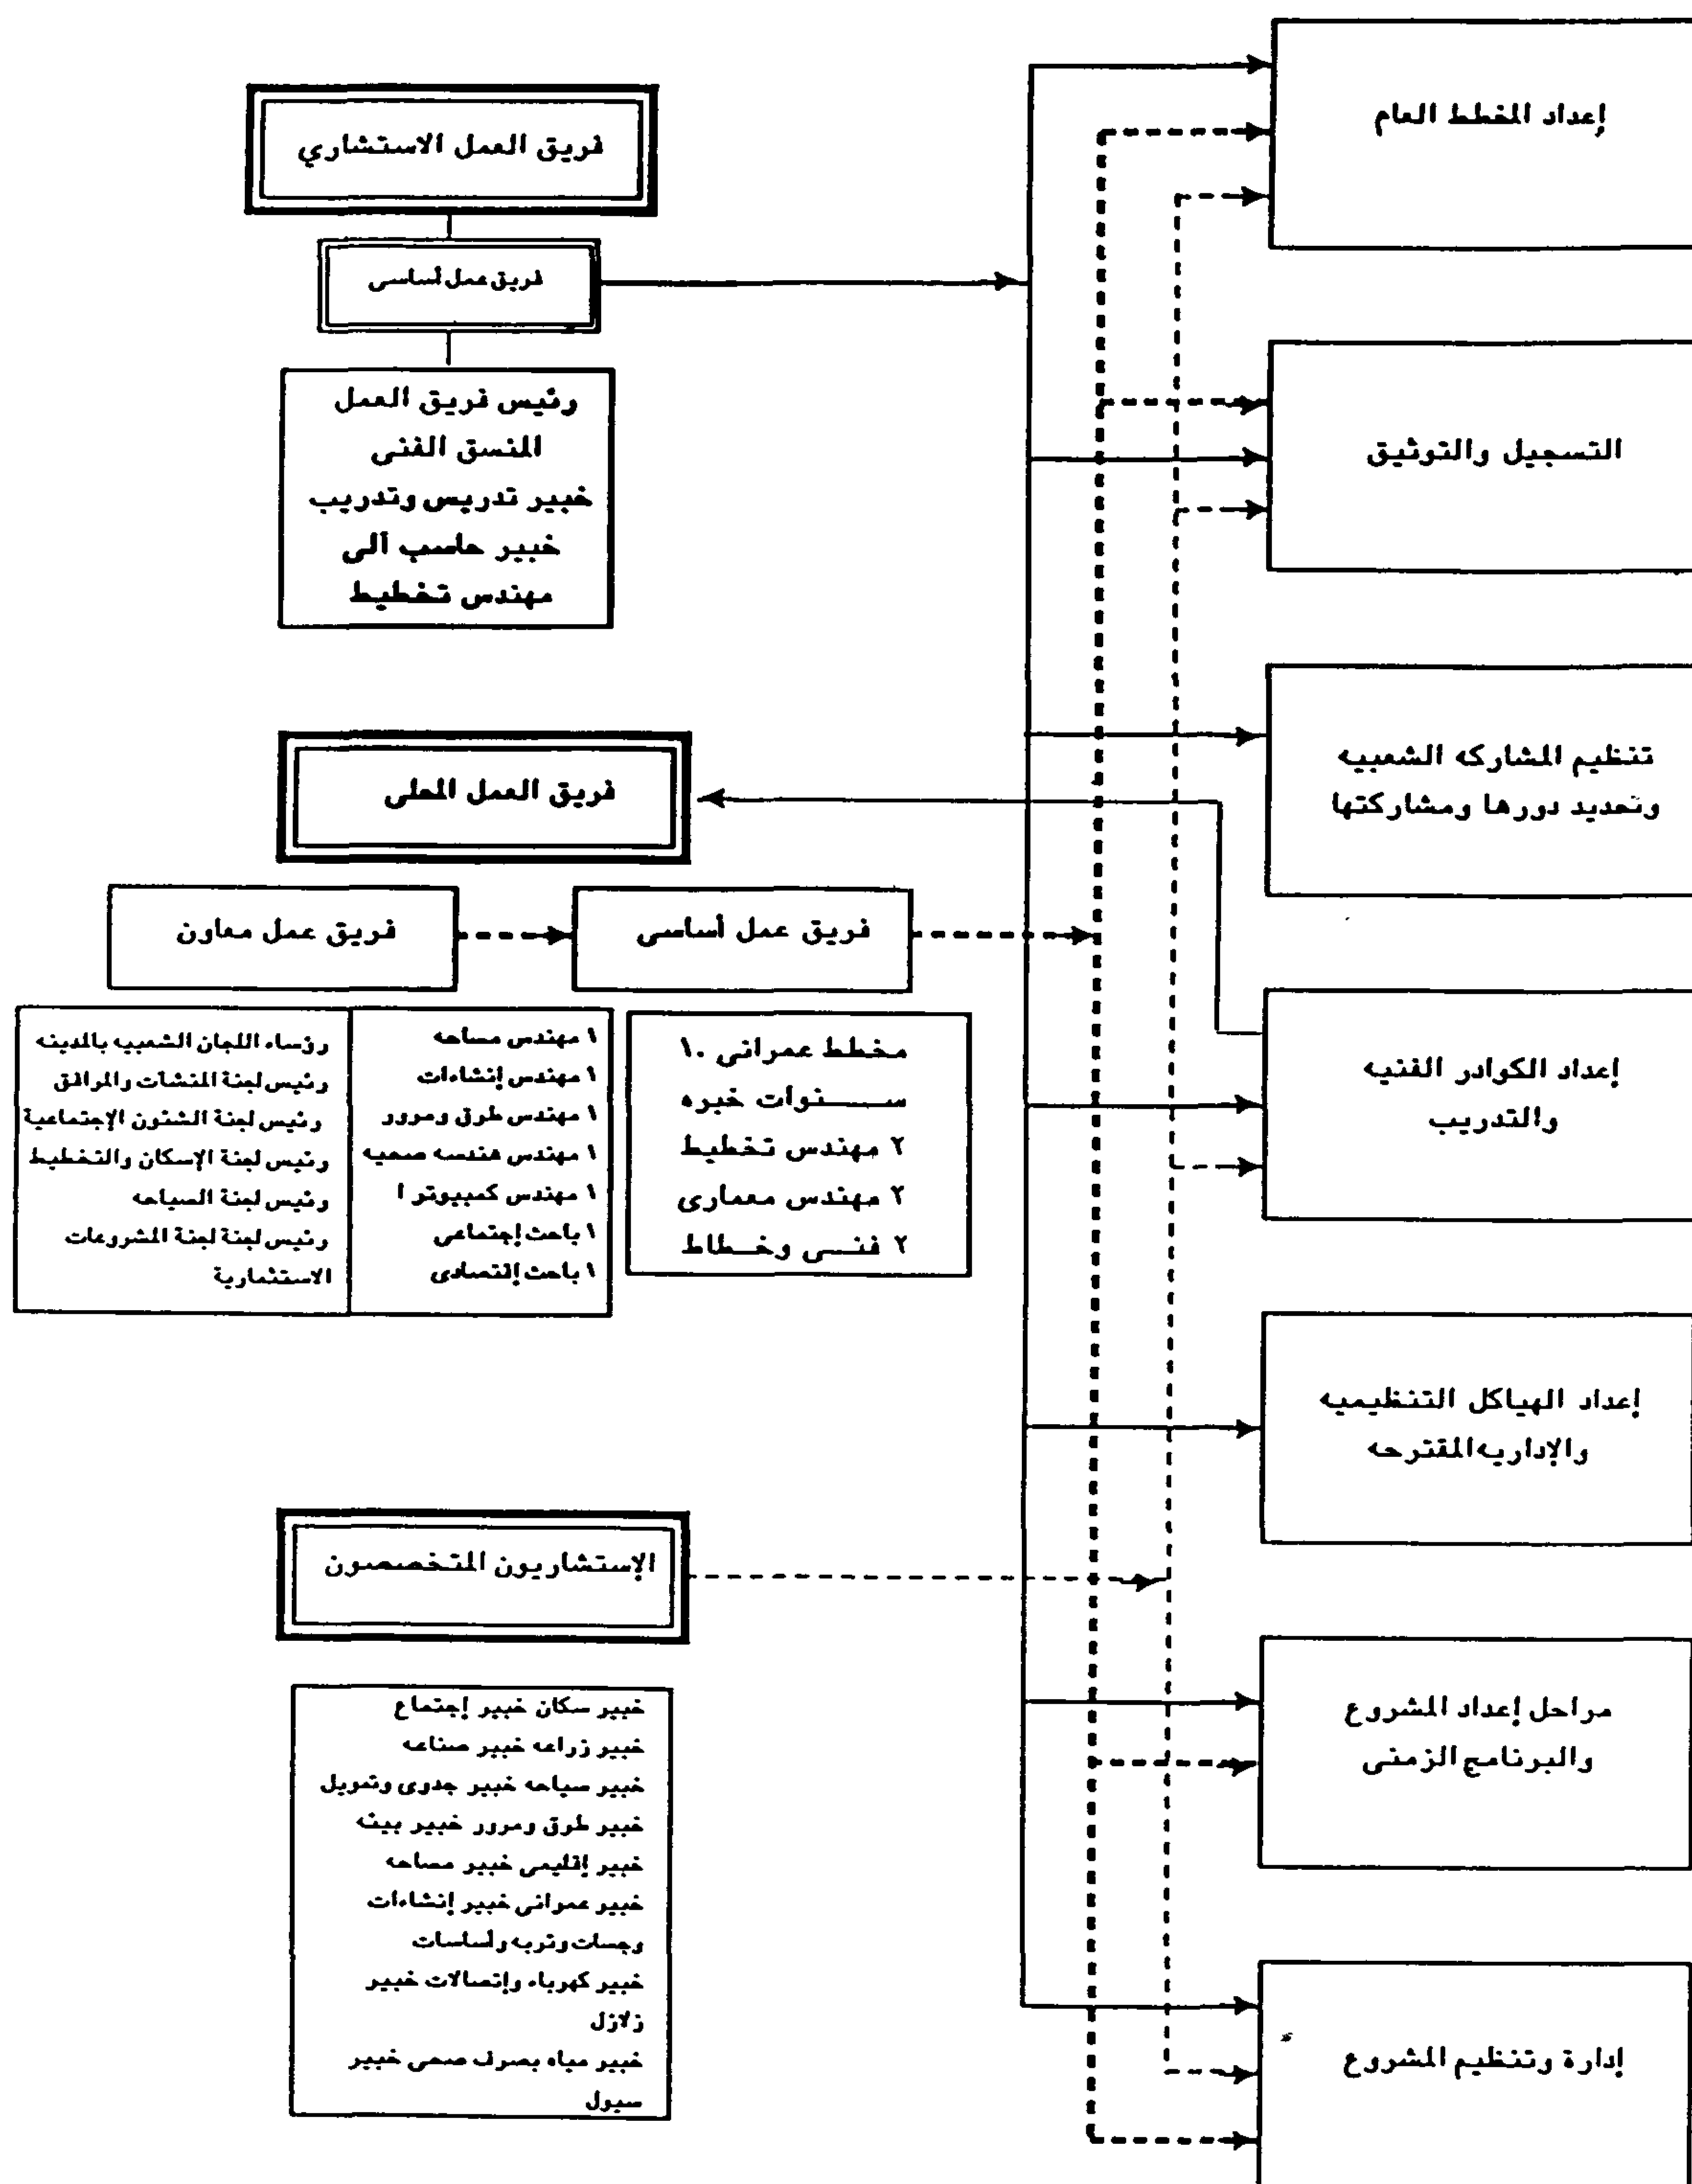 إعداد المخطط العام
التسجيل والتوثيق
تنظيم المشاركه الشعبيه
وتحديد دورها ومشاركتها
إعداد الكوادر الفنيه
والتدريب
إعداد الهياكل التنظيميه
والإداريه المقترحه
مراحل إعداد المشروع
والبرنامج الزمنى
إدارة وتنظيم المشروع
فريق العمل الاستشاري
فريق عمل أساسى
رئيس فريق العمل
المنسق الفنى
خبير تدريس وتدريب
خبير حاسب آلى
مهندس تخطيط
فريق العمل المحلى
فريق عمل أساسى
مخطط عمرانى ١٠
ســـنوات خبره
٢ مهندس تخطيط
٢ مهندس معمارى
٢ فنــى وخـطاط
فريق عمل معاون
١ مهندس مساحه
١ مهندس إنشاءات
١ مهندس طرق ومرور
١ مهندس هندسه صحيه
١ مهندس كمبيوتر ا
١ باحث إجتماعى
١ باحث إقتصادى
رؤساء اللجان الشعبيه بالمدينه
رئيس لجنة المنشآت والمرافق
رئيس لجنة الشئون الإجتماعية
رئيس لجنة الإسكان والتخطيط
رئيس لجنة السياحه
رئيس لجنة لجنة المشروعات
الاستثمارية
الإستشاريون المتخصصون
خبير سكان خبير إجتماع
خبير زراعه خبير صناعه
خبير سياحه خبير جدوى وتمويل
خبير طرق ومرور خبير بيئه
خبير إقليمى خبير مساحه
خبير عمرانى خبير إنشاءات
وجسات وتربه وأساسات
خبير كهرباء وإتصالات خبير
زلازل
خبير مياه بصرف صحى خبير
سيول